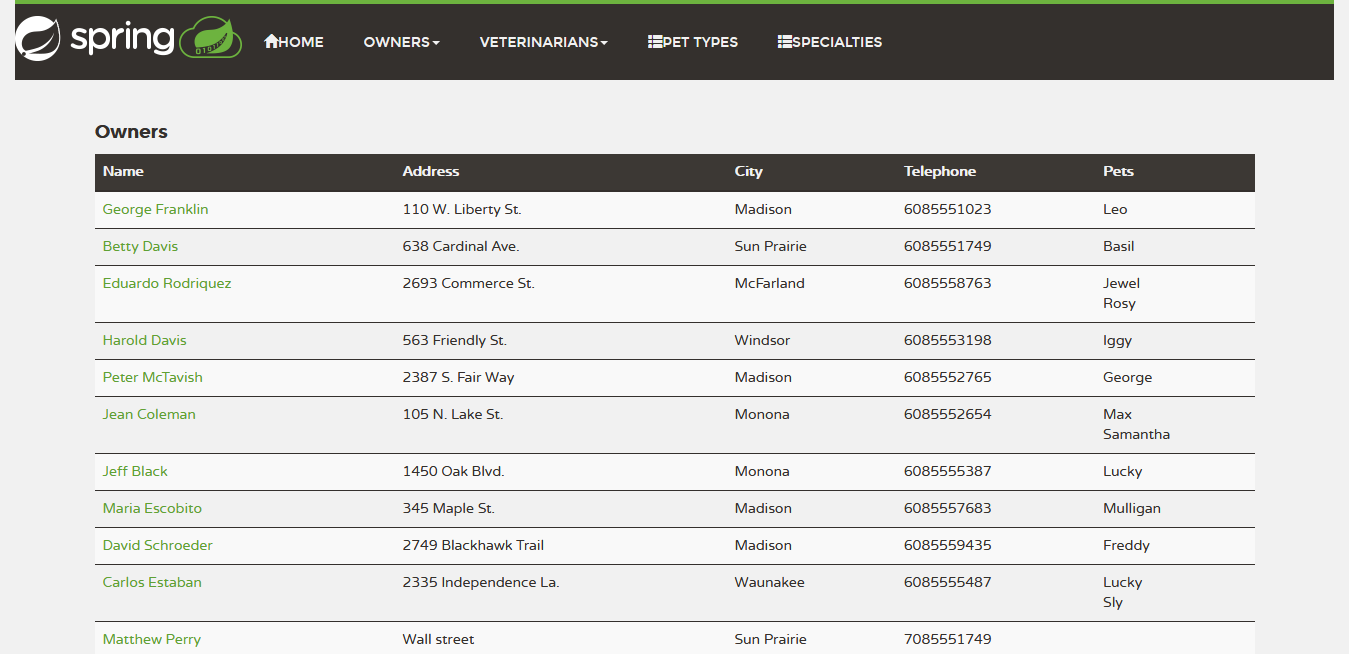 spring HOME OWNERS VETERINARIANS PET TYPES SPECIALTIES
Owners
Name Address City Telephone Pets
George Franklin 110 W. Liberty St. Madison 6085551023 Leo
Betty Davis 638 Cardinal Ave. Sun Prairie 6085551749 Basil
Eduardo Rodriquez 2693 Commerce St. McFarland 6085558763 Jewel
Rosy
Harold Davis 563 Friendly St. Windsor 6085553198 Iggy
Peter McTavish 2387 S. Fair Way Madison 6085552765 George
Jean Coleman 105 N. Lake St. Monona 6085552654 Max
Samantha
Jeff Black 1450 Oak Blvd. Monona 6085555387 Lucky
Maria Escobito 345 Maple St. Madison 6085557683 Mulligan
David Schroeder 2749 Blackhawk Trail Madison 6085559435 Freddy
Carlos Estaban 2335 Independence La. Waunakee 6085555487 Lucky
Sly
Matthew Perry Wall street Sun Prairie 7085551749